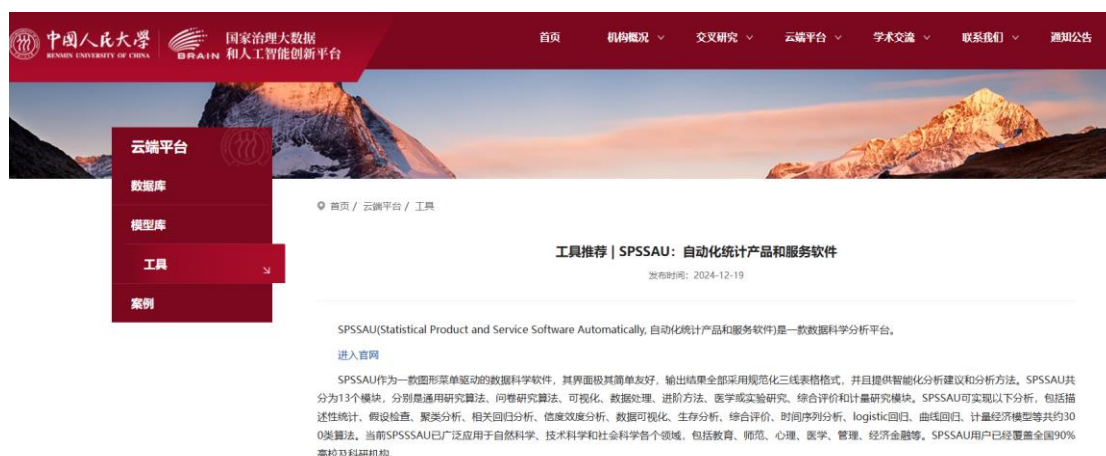 中国人民大学
RENMIN UNIVERSITY OF CHINA
BRAIN
国家治理大数据
和人工智能创新平台
首页 机构概况 交叉研究 云端平台 学术交流 联系我们 通知公告
云端平台
数据库
模型库
工具
案例
首页 / 云端平台 / 工具
工具推荐 | SPSSAU：自动化统计产品和服务软件
发布时间：2024-12-19
SPSSAU(Statistical Product and Service Software Automatically, 自动化统计产品和服务软件)是一款数据科学分析平台。
进入官网
SPSSAU作为一款图形菜单驱动的数据科学软件，其界面极其简单友好，输出结果全部采用规范化三线表格格式，并且提供智能化分析建议和分析方法。SPSSAU共
分为13个模块，分别是通用研究算法、问卷研究算法、可视化、数据处理、进阶方法、医学或实验研究、综合评价和计量研究模块。SPSSAU可实现以下分析，包括描
述性统计、假设检查、聚类分析、相关回归分析、信度效度分析、数据可视化、生存分析、综合评价、时间序列分析、logistic回归、曲线回归、计量经济模型等共约30
0类算法。当前SPSSSAU已广泛应用于自然科学、技术科学和社会科学各个领域，包括教育、师范、心理、医学、管理、经济金融等。SPSSAU用户已经覆盖全国90%
高校及科研机构